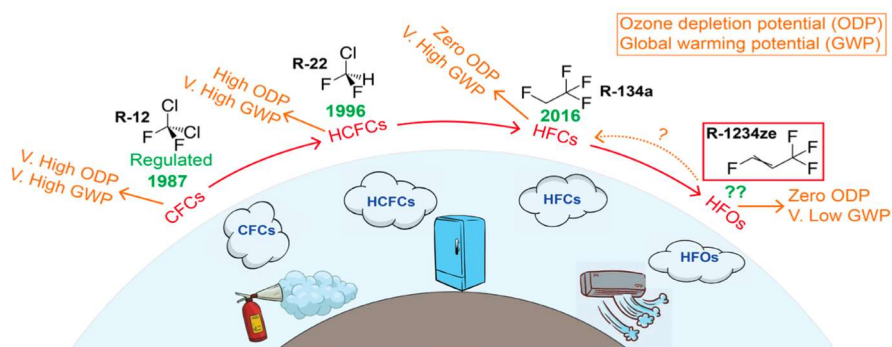 Ozone depletion potential (ODP)
Global warming potential (GWP)
V. High ODP
V. High GWP
CFCs
R-12
Cl
Cl
F
F
Regulated
1987
High ODP
V. High GWP
HCFCs
R-22
Cl
H
F
F
1996
Zero ODP
V. High GWP
HFCs
R-134a
F
F
F
F
2016
?
R-1234ze
F
F
F
F
??
HFOs
Zero ODP
V. Low GWP
CFCs
HCFCs
HFCs
HFOs